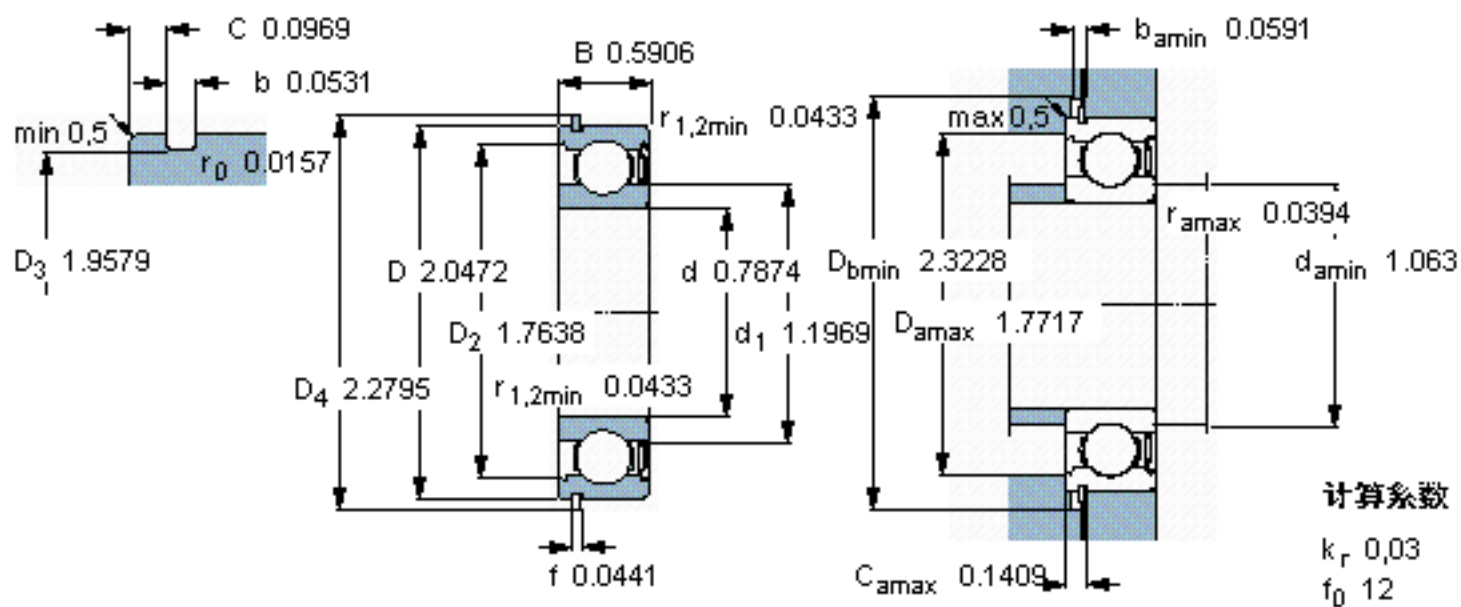 C 0.0969
b 0.0531
min 0,5
r0 0.0157
D3 1.9579
B 0.5906
r1,2min 0.0433
D 2.0472
d 0.7874
D2 1.7638
d1 1.1969
D4 2.2795
r1,2min 0.0433
f 0.0441
bamin 0.0591
max 0,5
ramax 0.0394
Dbmin 2.3228
damin 1.063
Damax 1.7717
Camax 0.1409
计算系数
kr 0,03
f0 12